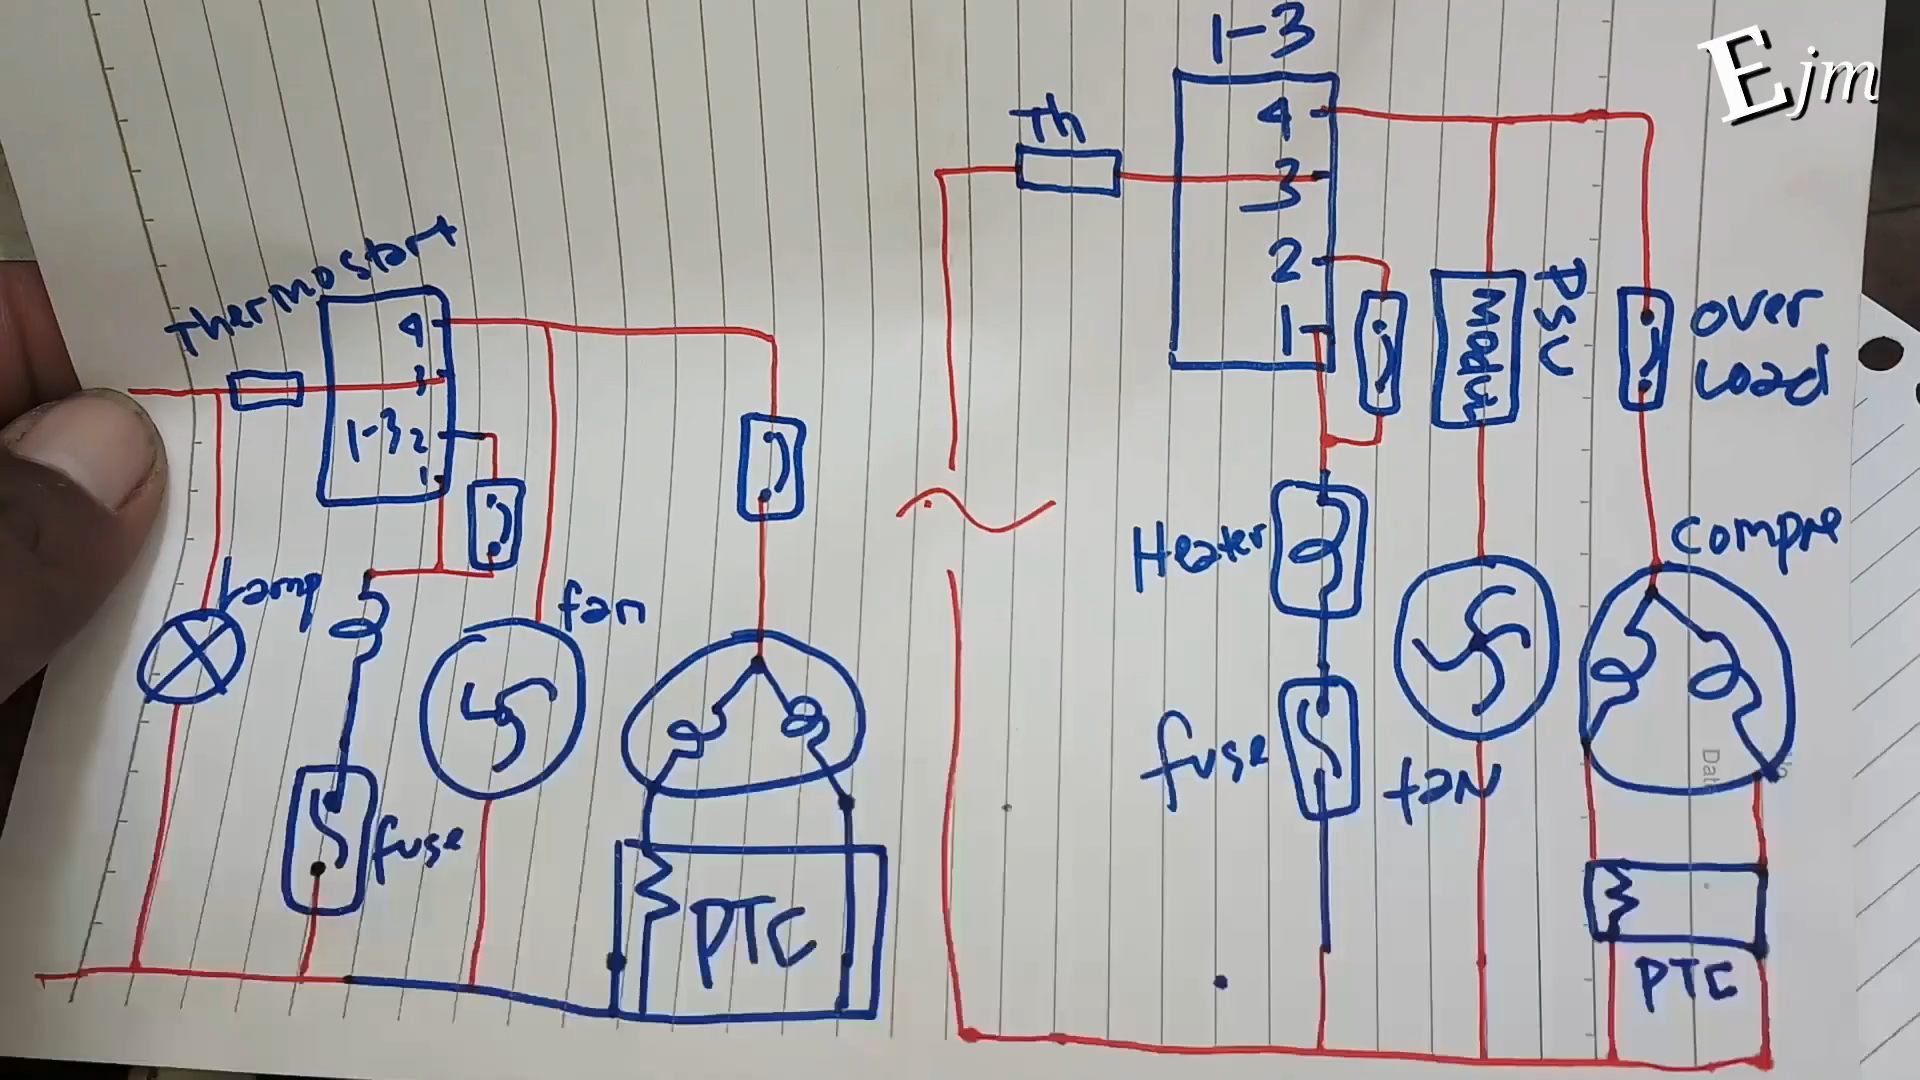 Thermostart
4
3
1-3 2
1
Lamp
fan
fuse
PTC
1-3
Th
4
3
2
1
Modul
PSU
over
Load
Heater
Compre
fuse
fan
PTC
Ejm